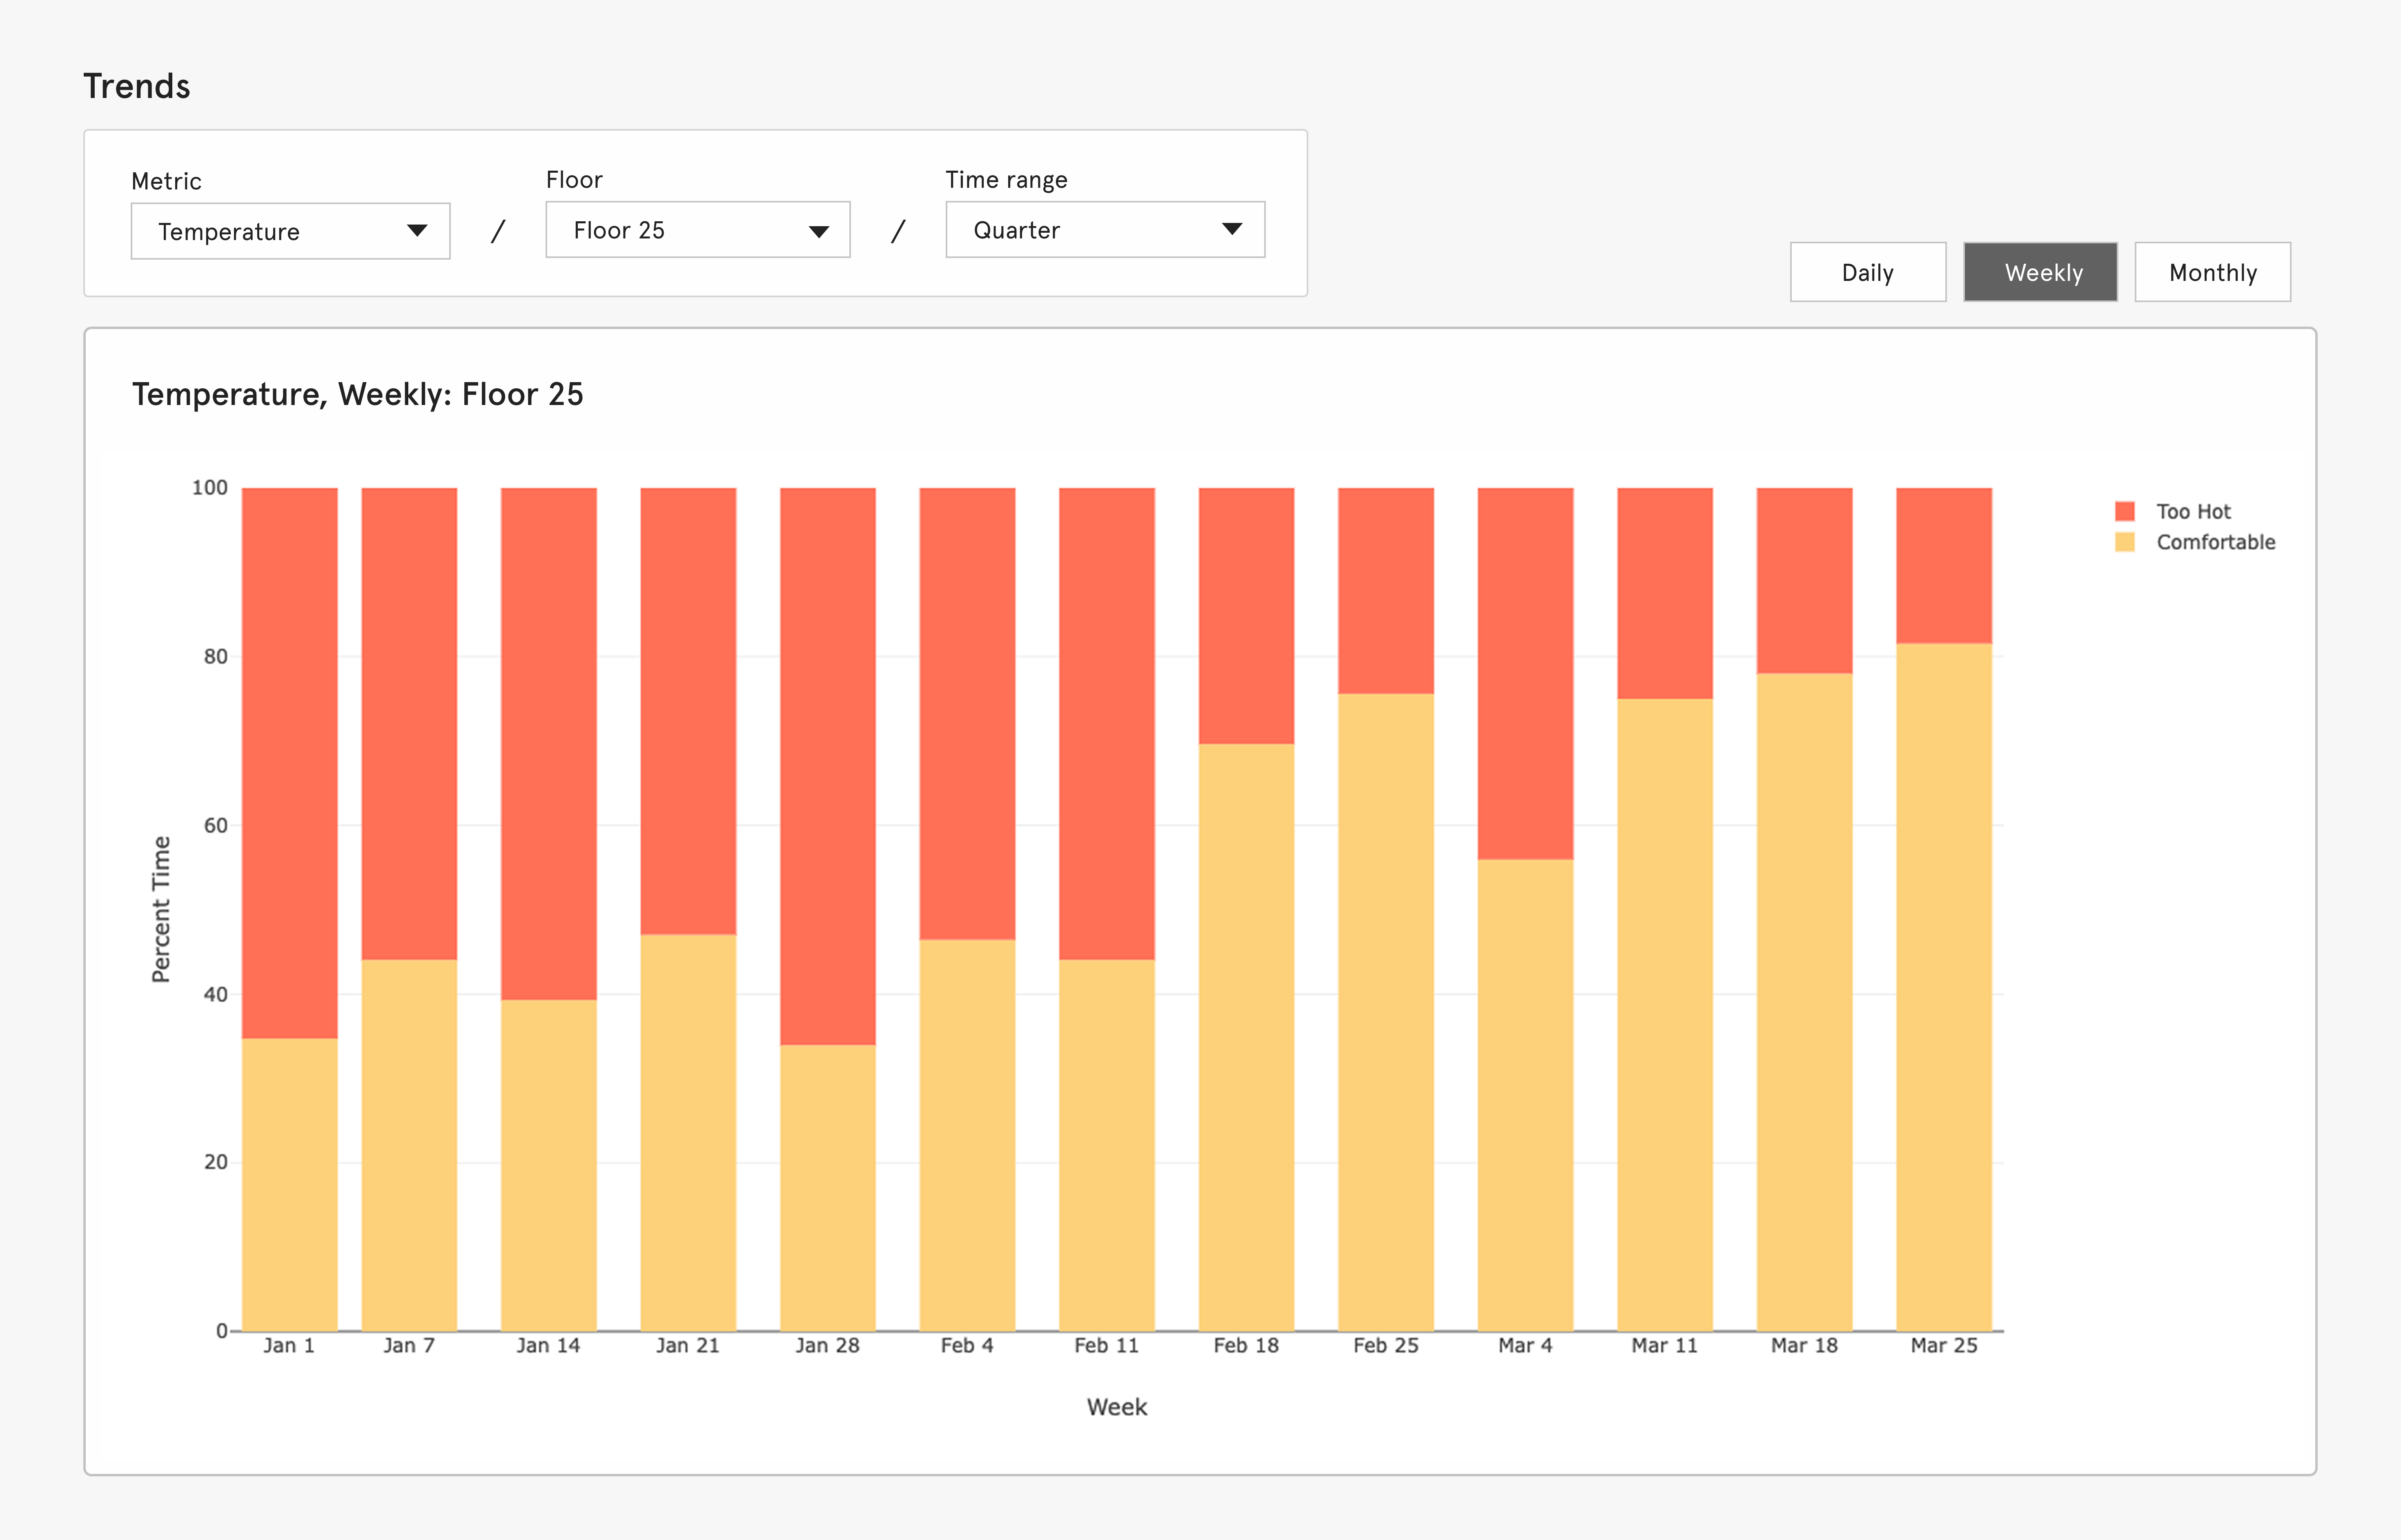 Trends
Metric
Floor
Time range
Temperature
/
Floor 25
/
Quarter
Daily
Weekly
Monthly
Temperature, Weekly: Floor 25
100
80
60
40
20
0
Percent Time
Too Hot
Comfortable
Jan 1
Jan 7
Jan 14
Jan 21
Jan 28
Feb 4
Feb 11
Feb 18
Feb 25
Mar 4
Mar 11
Mar 18
Mar 25
Week